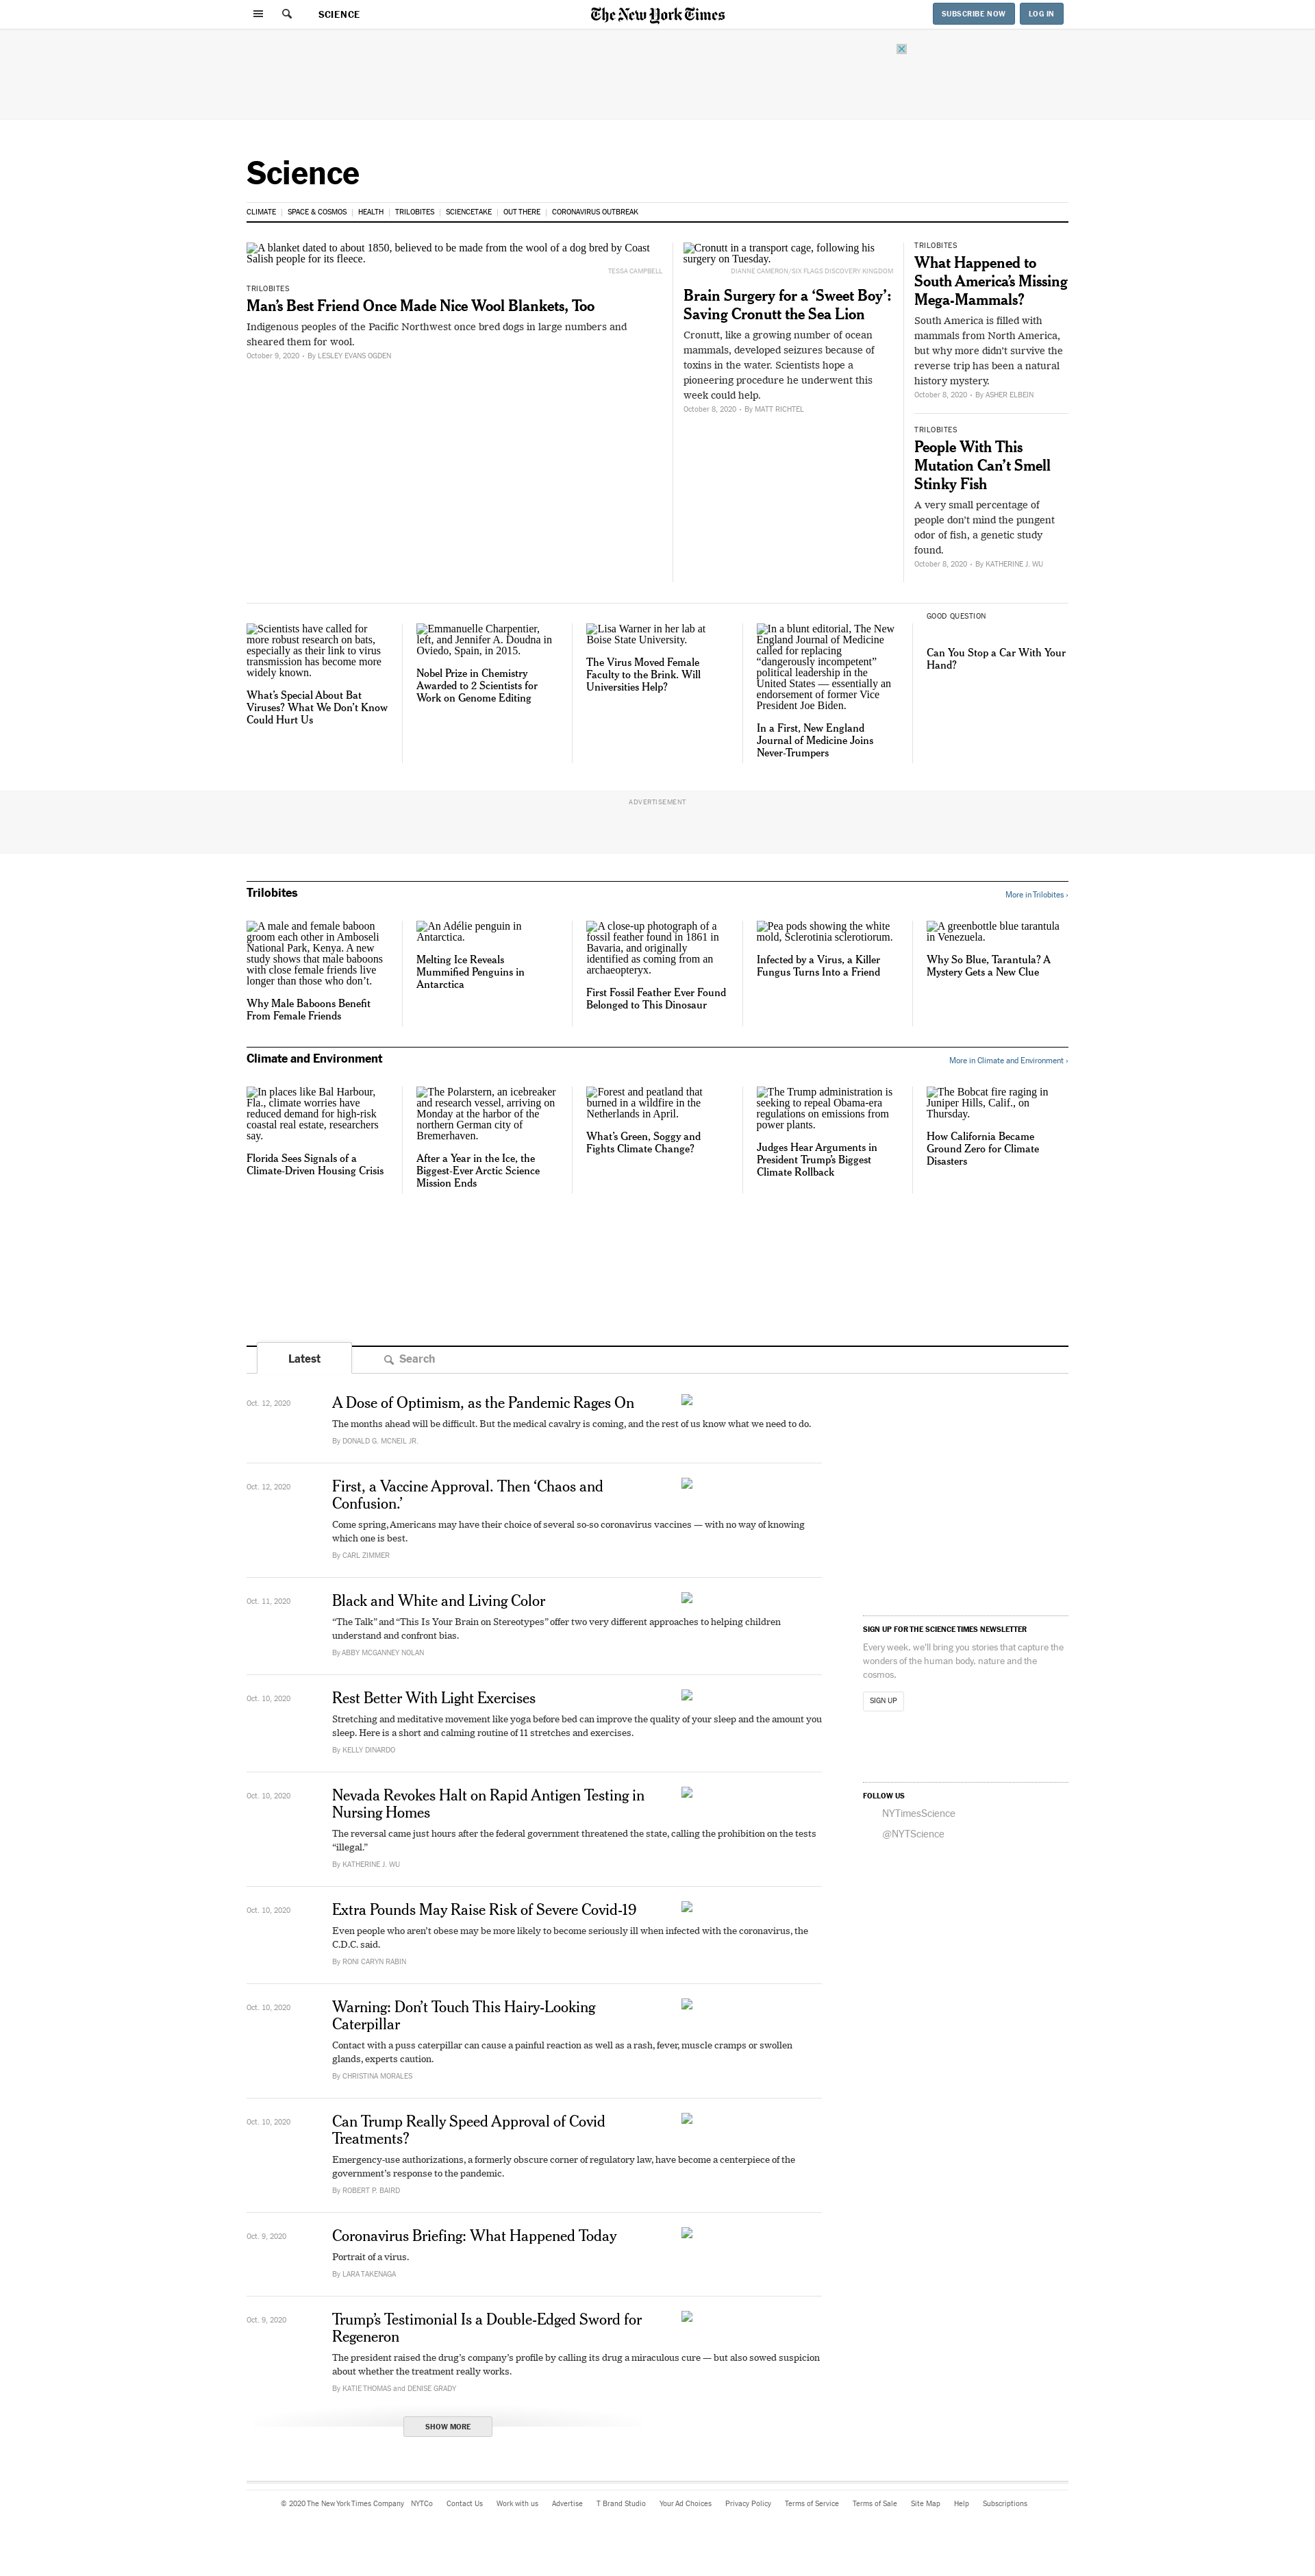 SCIENCE
The New York Times
SUBSCRIBE NOW
LOG IN
Science
CLIMATE
SPACE & COSMOS
HEALTH
TRILOBITES
SCIENCETAKE
OUT THERE
CORONAVIRUS OUTBREAK
A blanket dated to about 1850, believed to be made from the wool of a dog bred by Coast
Salish people for its fleece.
TESSA CAMPBELL
TRILOBITES
Man’s Best Friend Once Made Nice Wool Blankets, Too
Indigenous peoples of the Pacific Northwest once bred dogs in large numbers and
sheared them for wool.
October 9, 2020 - By LESLEY EVANS OGDEN
Cronutt in a transport cage, following his
surgery on Tuesday.
DIANNE CAMERON/SIX FLAGS DISCOVERY KINGDOM
Brain Surgery for a ‘Sweet Boy’:
Saving Cronutt the Sea Lion
Cronutt, like a growing number of ocean
mammals, developed seizures because of
toxins in the water. Scientists hope a
pioneering procedure he underwent this
week could help.
October 8, 2020 - By MATT RICHTEL
TRILOBITES
What Happened to
South America’s Missing
Mega-Mammals?
South America is filled with
mammals from North America,
but why more didn’t survive the
reverse trip has been a natural
history mystery.
October 8, 2020 - By ASHER ELBEIN
TRILOBITES
People With This
Mutation Can’t Smell
Stinky Fish
A very small percentage of
people don’t mind the pungent
odor of fish, a genetic study
found.
October 8, 2020 - By KATHERINE J. WU
Scientists have called for
more robust research on bats,
especially as their link to virus
transmission has become more
widely known.
What’s Special About Bat
Viruses? What We Don’t Know
Could Hurt Us
Emmanuelle Charpentier,
left, and Jennifer A. Doudna in
Oviedo, Spain, in 2015.
Nobel Prize in Chemistry
Awarded to 2 Scientists for
Work on Genome Editing
Lisa Warner in her lab at
Boise State University.
The Virus Moved Female
Faculty to the Brink. Will
Universities Help?
In a blunt editorial, The New
England Journal of Medicine
called for replacing
“dangerously incompetent”
political leadership in the
United States — essentially an
endorsement of former Vice
President Joe Biden.
In a First, New England
Journal of Medicine Joins
Never-Trumpers
GOOD QUESTION
Can You Stop a Car With Your
Hand?
ADVERTISEMENT
Trilobites
More in Trilobites ›
A male and female baboon
groom each other in Amboseli
National Park, Kenya. A new
study shows that male baboons
with close female friends live
longer than those who don’t.
Why Male Baboons Benefit
From Female Friends
An Adélie penguin in
Antarctica.
Melting Ice Reveals
Mummified Penguins in
Antarctica
A close-up photograph of a
fossil feather found in 1861 in
Bavaria, and originally
identified as coming from an
archaeopteryx.
First Fossil Feather Ever Found
Belonged to This Dinosaur
Pea pods showing the white
mold, Sclerotinia sclerotiorum.
Infected by a Virus, a Killer
Fungus Turns Into a Friend
A greenbottle blue tarantula
in Venezuela.
Why So Blue, Tarantula? A
Mystery Gets a New Clue
Climate and Environment
More in Climate and Environment ›
In places like Bal Harbour,
Fla., climate worries have
reduced demand for high-risk
coastal real estate, researchers
say.
Florida Sees Signals of a
Climate-Driven Housing Crisis
The Polarstern, an icebreaker
and research vessel, arriving on
Monday at the harbor of the
northern German city of
Bremerhaven.
After a Year in the Ice, the
Biggest-Ever Arctic Science
Mission Ends
Forest and peatland that
burned in a wildfire in the
Netherlands in April.
What’s Green, Soggy and
Fights Climate Change?
The Trump administration is
seeking to repeal Obama-era
regulations on emissions from
power plants.
Judges Hear Arguments in
President Trump’s Biggest
Climate Rollback
The Bobcat fire raging in
Juniper Hills, Calif., on
Thursday.
How California Became
Ground Zero for Climate
Disasters
Latest
Search
Oct. 12, 2020
A Dose of Optimism, as the Pandemic Rages On
The months ahead will be difficult. But the medical cavalry is coming, and the rest of us know what we need to do.
By DONALD G. MCNEIL JR.
Oct. 12, 2020
First, a Vaccine Approval. Then ‘Chaos and
Confusion.’
Come spring, Americans may have their choice of several so-so coronavirus vaccines — with no way of knowing
which one is best.
By CARL ZIMMER
Oct. 11, 2020
Black and White and Living Color
“The Talk” and “This Is Your Brain on Stereotypes” offer two very different approaches to helping children
understand and confront bias.
By ABBY MCGANNEY NOLAN
Oct. 10, 2020
Rest Better With Light Exercises
Stretching and meditative movement like yoga before bed can improve the quality of your sleep and the amount you
sleep. Here is a short and calming routine of 11 stretches and exercises.
By KELLY DINARDO
Oct. 10, 2020
Nevada Revokes Halt on Rapid Antigen Testing in
Nursing Homes
The reversal came just hours after the federal government threatened the state, calling the prohibition on the tests
“illegal.”
By KATHERINE J. WU
Oct. 10, 2020
Extra Pounds May Raise Risk of Severe Covid-19
Even people who aren’t obese may be more likely to become seriously ill when infected with the coronavirus, the
C.D.C. said.
By RONI CARYN RABIN
Oct. 10, 2020
Warning: Don’t Touch This Hairy-Looking
Caterpillar
Contact with a puss caterpillar can cause a painful reaction as well as a rash, fever, muscle cramps or swollen
glands, experts caution.
By CHRISTINA MORALES
Oct. 10, 2020
Can Trump Really Speed Approval of Covid
Treatments?
Emergency-use authorizations, a formerly obscure corner of regulatory law, have become a centerpiece of the
government’s response to the pandemic.
By ROBERT P. BAIRD
Oct. 9, 2020
Coronavirus Briefing: What Happened Today
Portrait of a virus.
By LARA TAKENAGA
Oct. 9, 2020
Trump’s Testimonial Is a Double-Edged Sword for
Regeneron
The president raised the drug’s company’s profile by calling its drug a miraculous cure — but also sowed suspicion
about whether the treatment really works.
By KATIE THOMAS and DENISE GRADY
SHOW MORE
SIGN UP FOR THE SCIENCE TIMES NEWSLETTER
Every week, we’ll bring you stories that capture the
wonders of the human body, nature and the
cosmos.
SIGN UP
FOLLOW US
NYTimesScience
@NYTScience
© 2020 The New York Times Company
NYTCo
Contact Us
Work with us
Advertise
T Brand Studio
Your Ad Choices
Privacy Policy
Terms of Service
Terms of Sale
Site Map
Help
Subscriptions